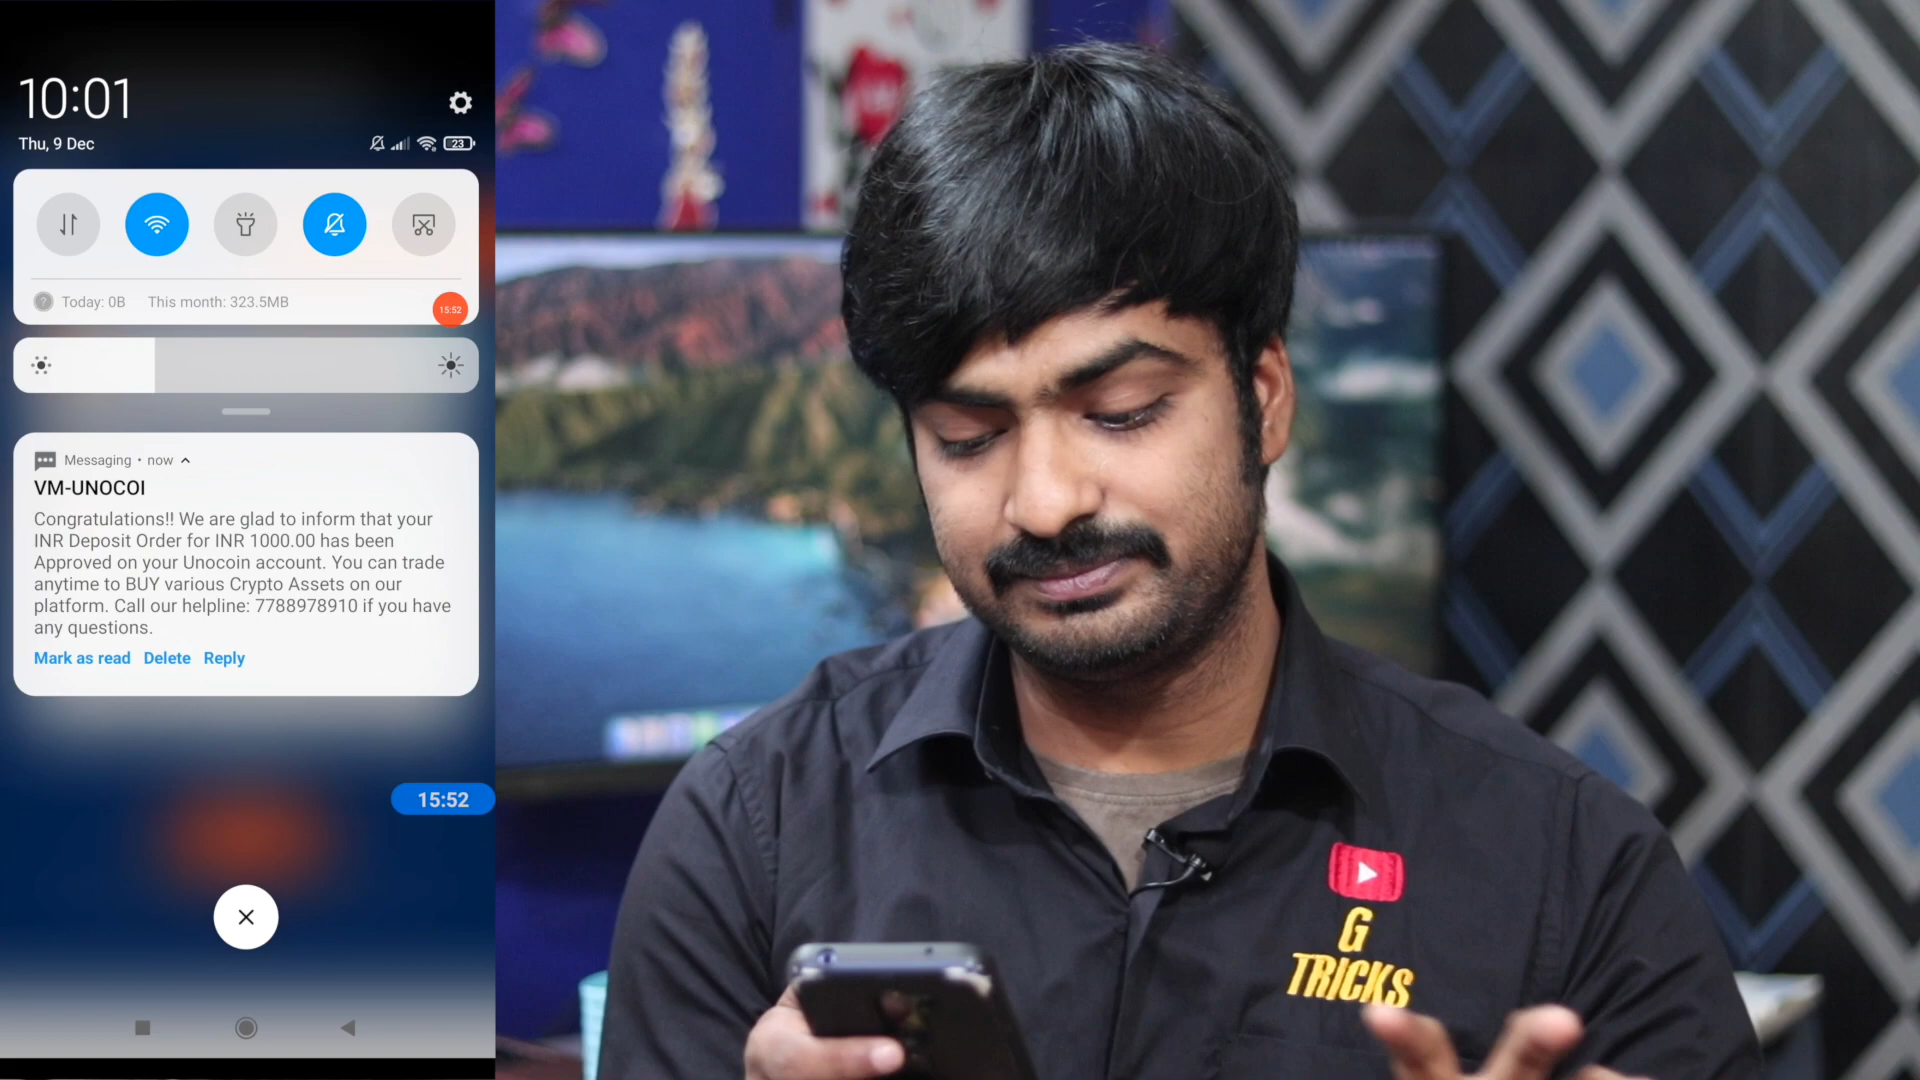 10:01
Thu, 9 Dec
23
Today: 0B This month: 323.5MB
15:52
Messaging • now
VM-UNOCOI
Congratulations!! We are glad to inform that your
INR Deposit Order for INR 1000.00 has been
Approved on your Unocoin account. You can trade
anytime to BUY various Crypto Assets on our
platform. Call our helpline: 7788978910 if you have
any questions.
Mark as read Delete Reply
15:52
G
TRICKS